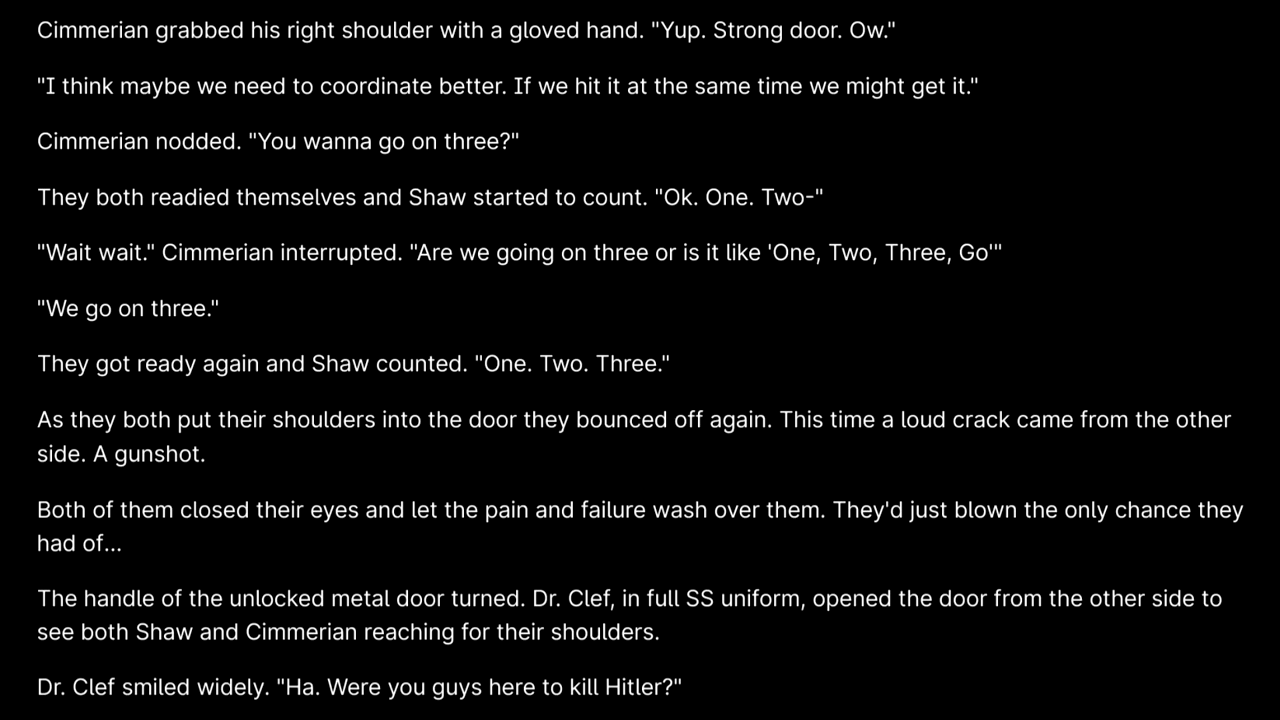 Cimmerian grabbed his right shoulder with a gloved hand. "Yup. Strong door. Ow."
"I think maybe we need to coordinate better. If we hit it at the same time we might get it."
Cimmerian nodded. "You wanna go on three?"
They both readied themselves and Shaw started to count. "Ok. One. Two-"
"Wait wait." Cimmerian interrupted. "Are we going on three or is it like 'One, Two, Three, Go'"
"We go on three."
They got ready again and Shaw counted. "One. Two. Three."
As they both put their shoulders into the door they bounced off again. This time a loud crack came from the other
side. A gunshot.
Both of them closed their eyes and let the pain and failure wash over them. They'd just blown the only chance they
had of...
The handle of the unlocked metal door turned. Dr. Clef, in full SS uniform, opened the door from the other side to
see both Shaw and Cimmerian reaching for their shoulders.
Dr. Clef smiled widely. "Ha. Were you guys here to kill Hitler?"